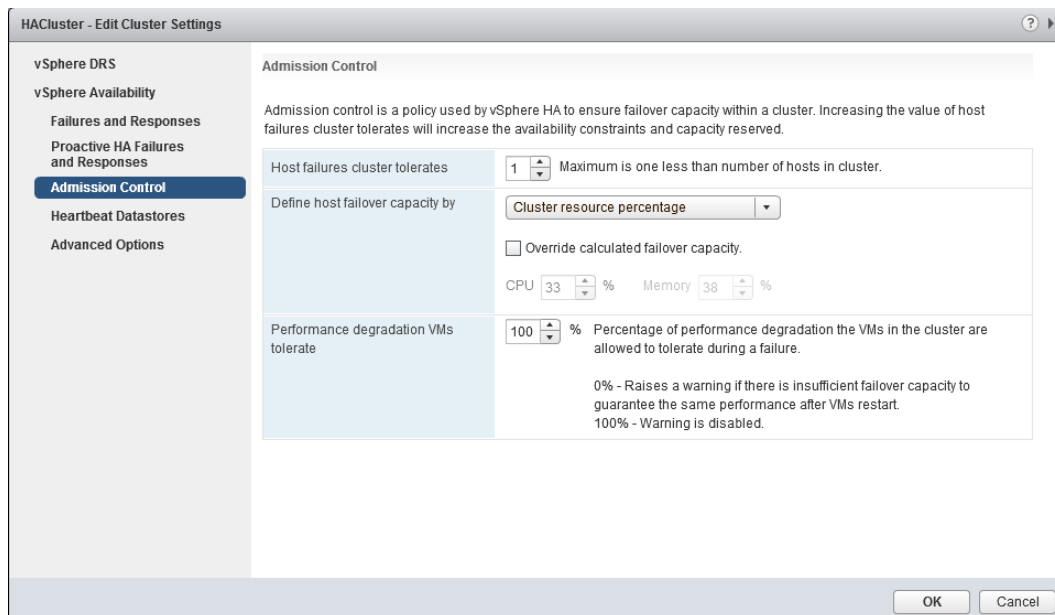 HACluster - Edit Cluster Settings
?
vSphere DRS
vSphere Availability
Failures and Responses
Proactive HA Failures
and Responses
Admission Control
Heartbeat Datastores
Advanced Options
Admission Control
Admission control is a policy used by vSphere HA to ensure failover capacity within a cluster. Increasing the value of host
failures cluster tolerates will increase the availability constraints and capacity reserved.
Host failures cluster tolerates
1 Maximum is one less than number of hosts in cluster.
Define host failover capacity by
Cluster resource percentage
Override calculated failover capacity.
CPU 33 % Memory 38 %
Performance degradation VMs
tolerate
100 % Percentage of performance degradation the VMs in the cluster are
allowed to tolerate during a failure.
0% - Raises a warning if there is insufficient failover capacity to
guarantee the same performance after VMs restart.
100% - Warning is disabled.
OK Cancel